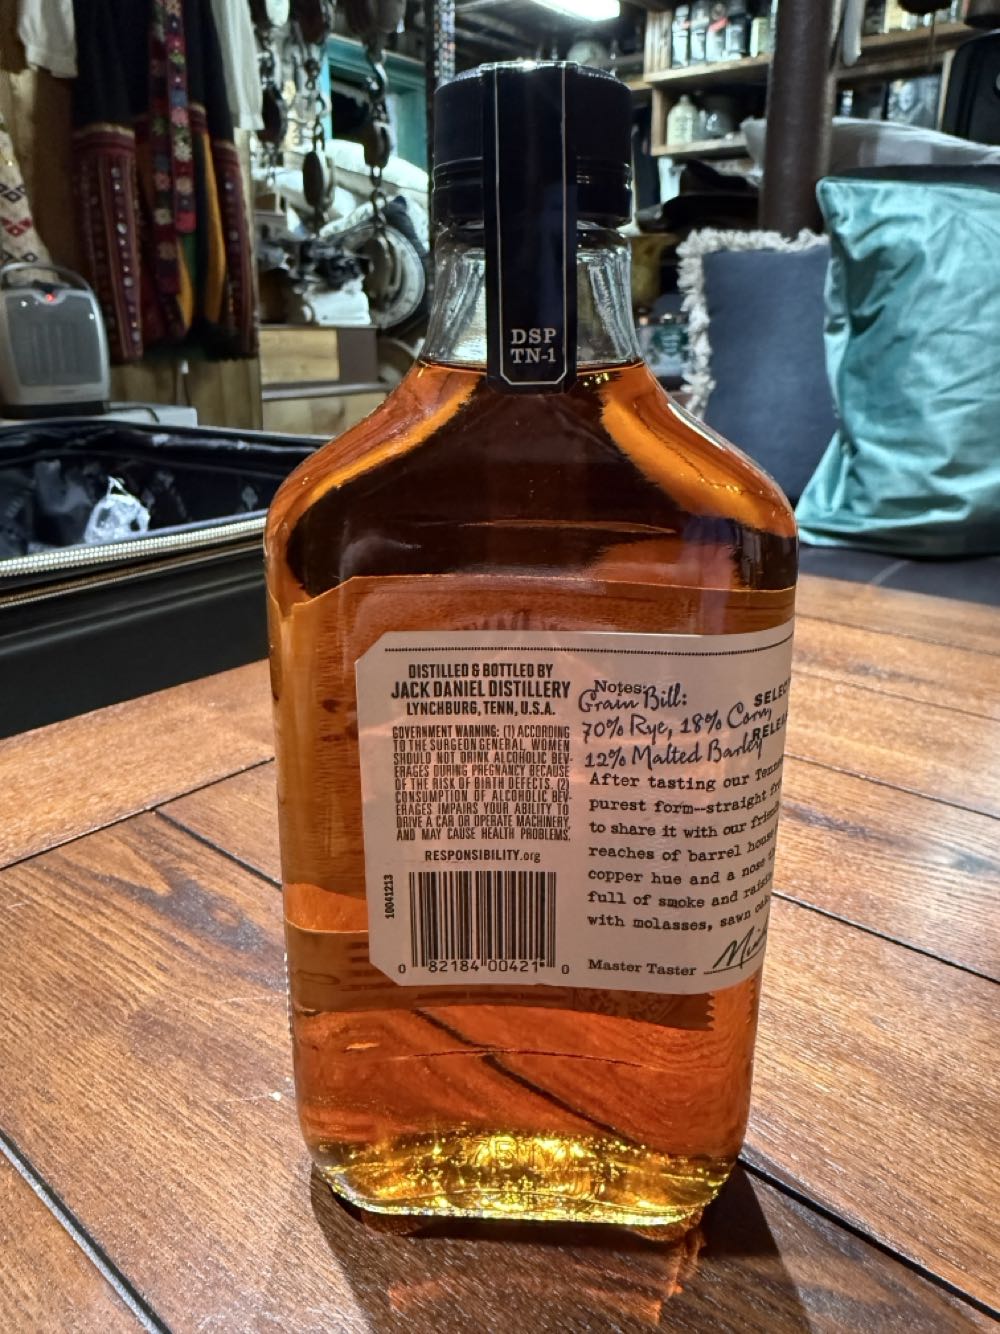 DSP
TN-1
DISTILLED & BOTTLED BY
JACK DANIEL DISTILLERY
LYNCHBURG, TENN, U.S.A.
GOVERNMENT WARNING: (1) ACCORDING
TO THE SURGEON GENERAL, WOMEN
SHOULD NOT DRINK ALCOHOLIC BEV-
ERAGES DURING PREGNANCY BECAUSE
OF THE RISK OF BIRTH DEFECTS. (2)
CONSUMPTION OF ALCOHOLIC BEV-
ERAGES IMPAIRS YOUR ABILITY TO
DRIVE A CAR OR OPERATE MACHINERY,
AND MAY CAUSE HEALTH PROBLEMS.
RESPONSIBILITY.org
10041213
0 82184 00421 0
Notes:
Grain Bill:
70% Rye, 18% Corn,
12% Malted Barley
After tasting our
purest form--straight
to share it with our
reaches of barrel
copper hue and a nose
full of smoke and
with molasses, sawn
Master Taster